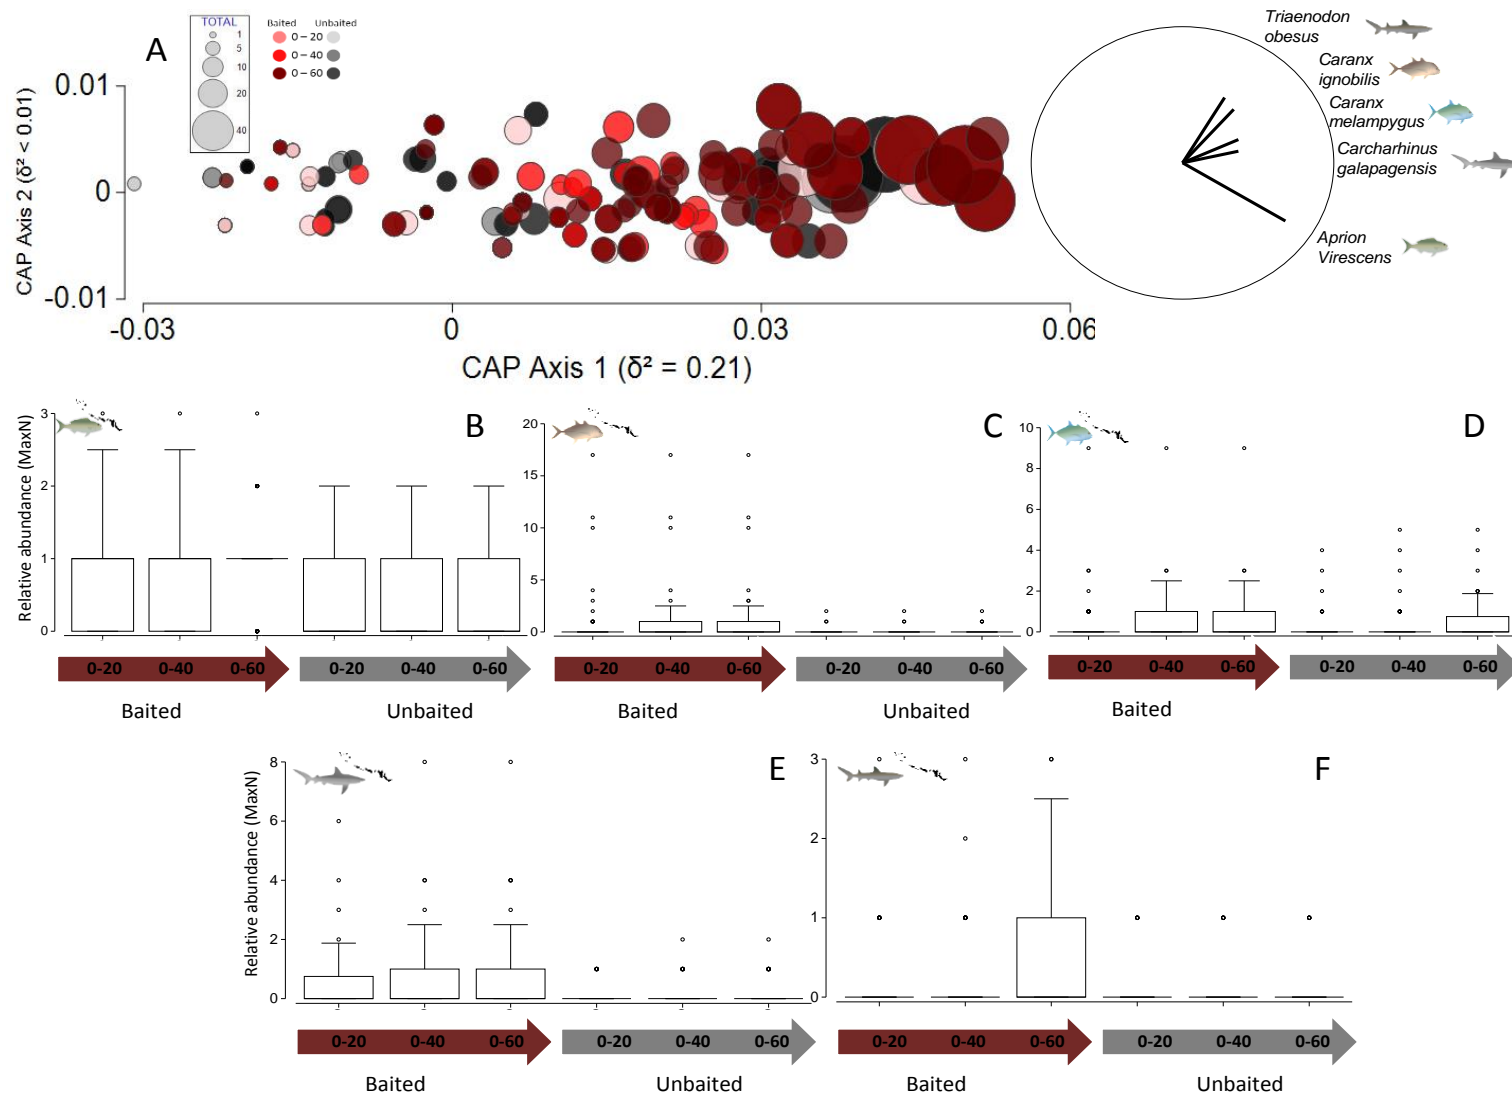 A
TOTAL
1
5
10
20
40
Baited Unbaited
0 – 20
0 – 40
0 – 60
CAP Axis 2 (δ² < 0.01)
0.01
0
-0.01
-0.03 0 0.03 0.06
CAP Axis 1 (δ² = 0.21)
Triaenodon
obesus
Caranx
ignobilis
Caranx
melampygus
Carcharhinus
galapagensis
Aprion
Virescens
B
Relative abundance (MaxN)
3
2
1
0
0-20 0-40 0-60 0-20 0-40 0-60
Baited Unbaited
C
20
15
10
5
0
0-20 0-40 0-60 0-20 0-40 0-60
Baited Unbaited
D
10
8
6
4
2
0
0-20 0-40 0-60 0-20 0-40 0-60
Baited
E
Relative abundance (MaxN)
8
6
4
2
0
0-20 0-40 0-60 0-20 0-40 0-60
Baited Unbaited
F
3
2
1
0
0-20 0-40 0-60 0-20 0-40 0-60
Baited Unbaited